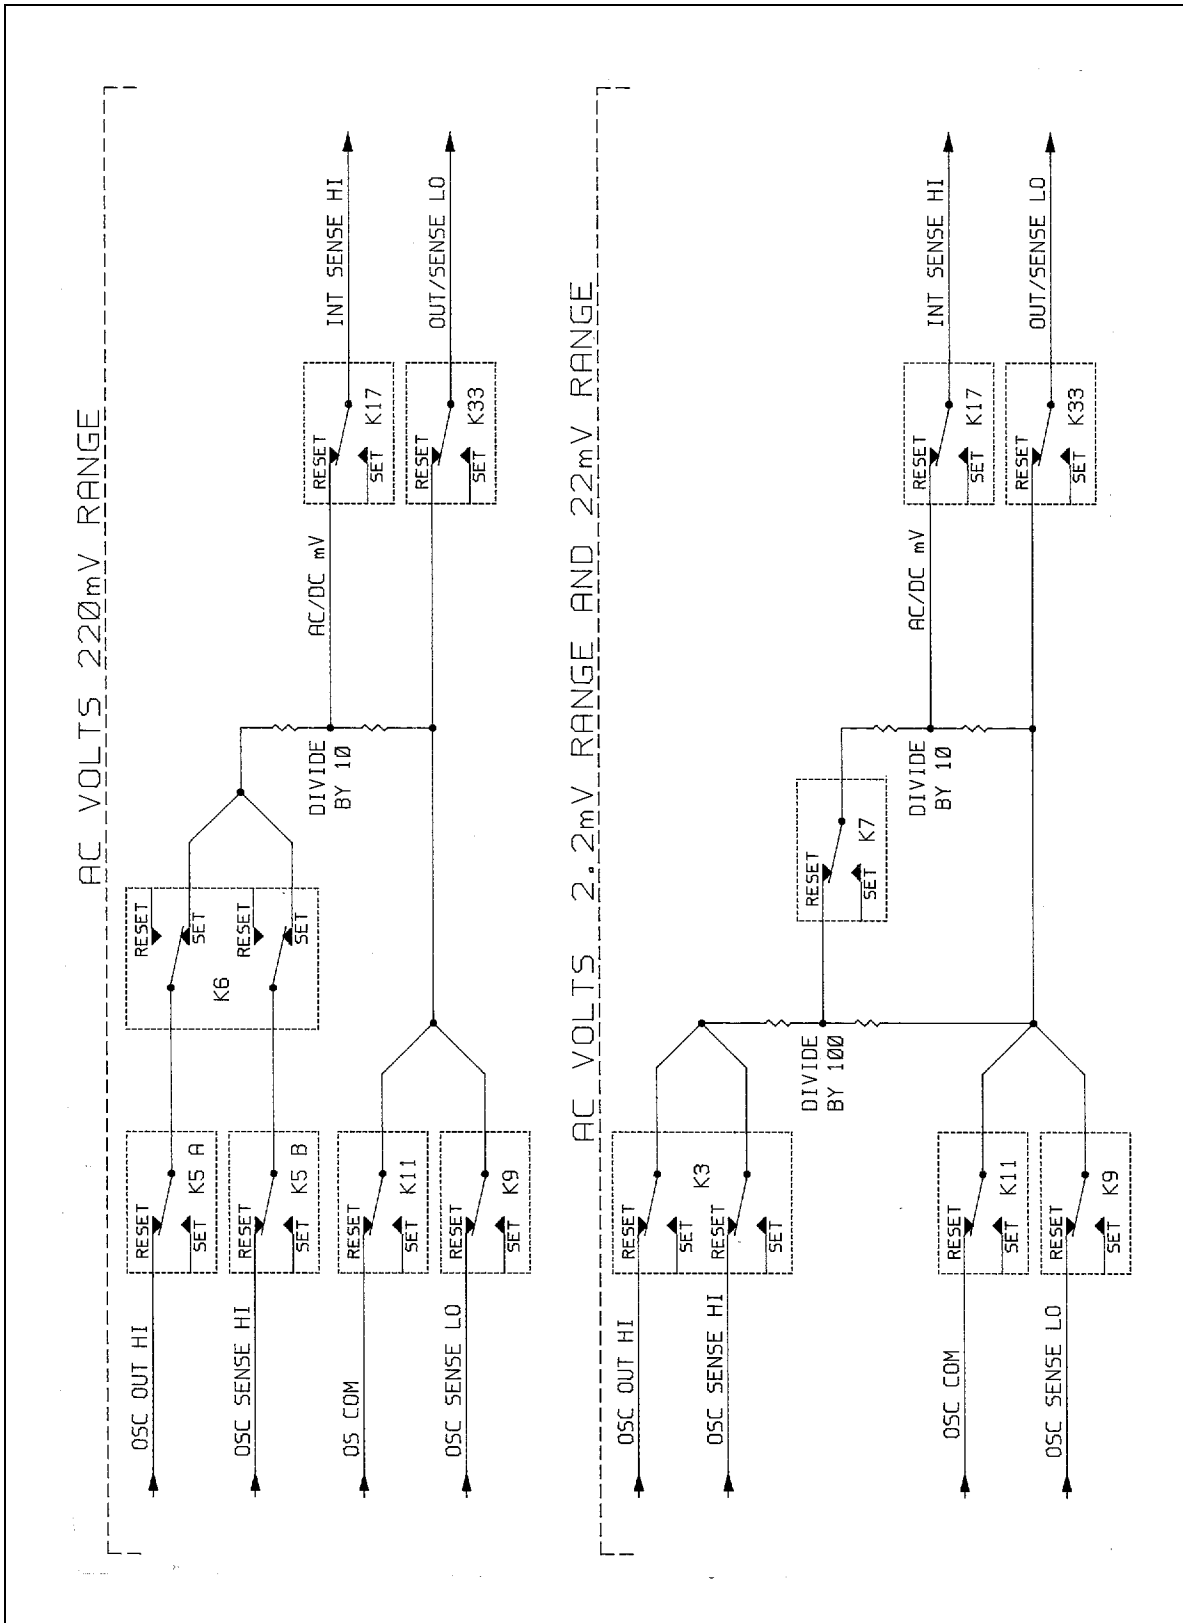 AC VOLTS 220mV RANGE
OSC OUT HI
RESET
SET
K5 A
K6
RESET
SET
OSC SENSE HI
RESET
SET
K5 B
RESET
SET
DIVIDE
BY 10
AC/DC mV
RESET
SET
K17
INT SENSE HI
OS COM
RESET
SET
K11
OSC SENSE LO
RESET
SET
K9
RESET
SET
K33
OUT/SENSE LO
AC VOLTS 2.2mV RANGE AND 22mV RANGE
OSC OUT HI
RESET
SET
K3
OSC SENSE HI
RESET
SET
DIVIDE
BY 100
RESET
SET
K7
DIVIDE
BY 10
AC/DC mV
RESET
SET
K17
INT SENSE HI
OSC COM
RESET
SET
K11
OSC SENSE LO
RESET
SET
K9
RESET
SET
K33
OUT/SENSE LO